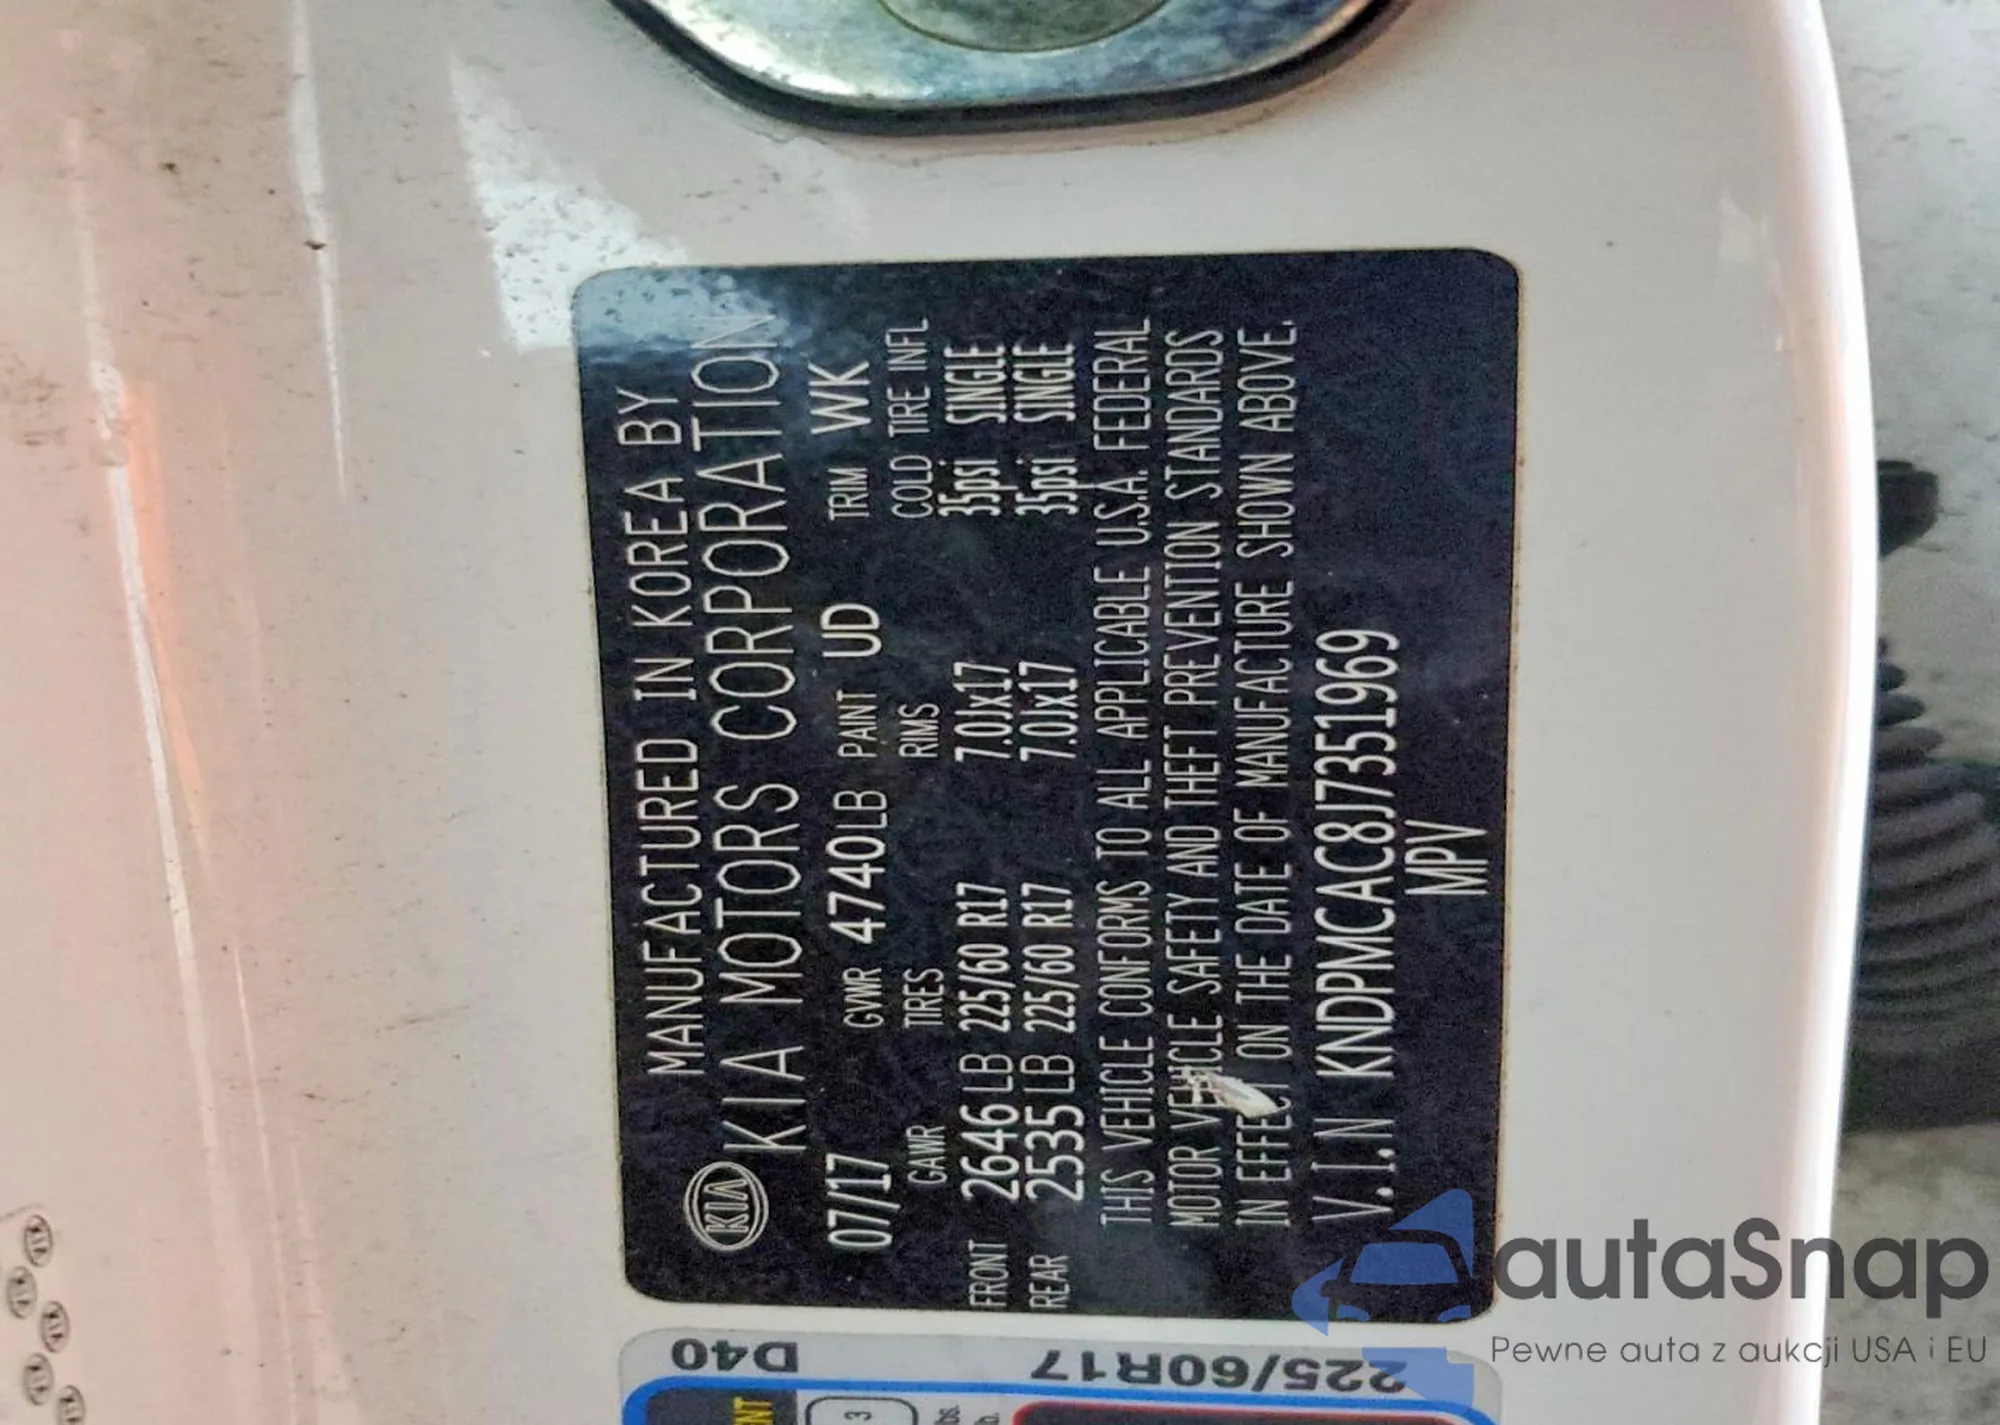 MANUFACTURED IN KOREA BY
KIA KIA MOTORS CORPORATION
07/17 GVWR 4740LB PAINT UD TRIM WK
GAWR TIRES RIMS COLD TIRE INFL
FRONT 2646 LB 225/60 R17 7.0Jx17 35psi SINGLE
REAR 2535 LB 225/60 R17 7.0Jx17 35psi SINGLE
THIS VEHICLE CONFORMS TO ALL APPLICABLE U.S.A. FEDERAL
MOTOR VEHICLE SAFETY AND THEFT PREVENTION STANDARDS
IN EFFECT ON THE DATE OF MANUFACTURE SHOWN ABOVE.
V.I.N KNDPMCAC8J7351969
MPV
225/60R17 D40
3
autaSnap
Pewne auta z aukcji USA i EU